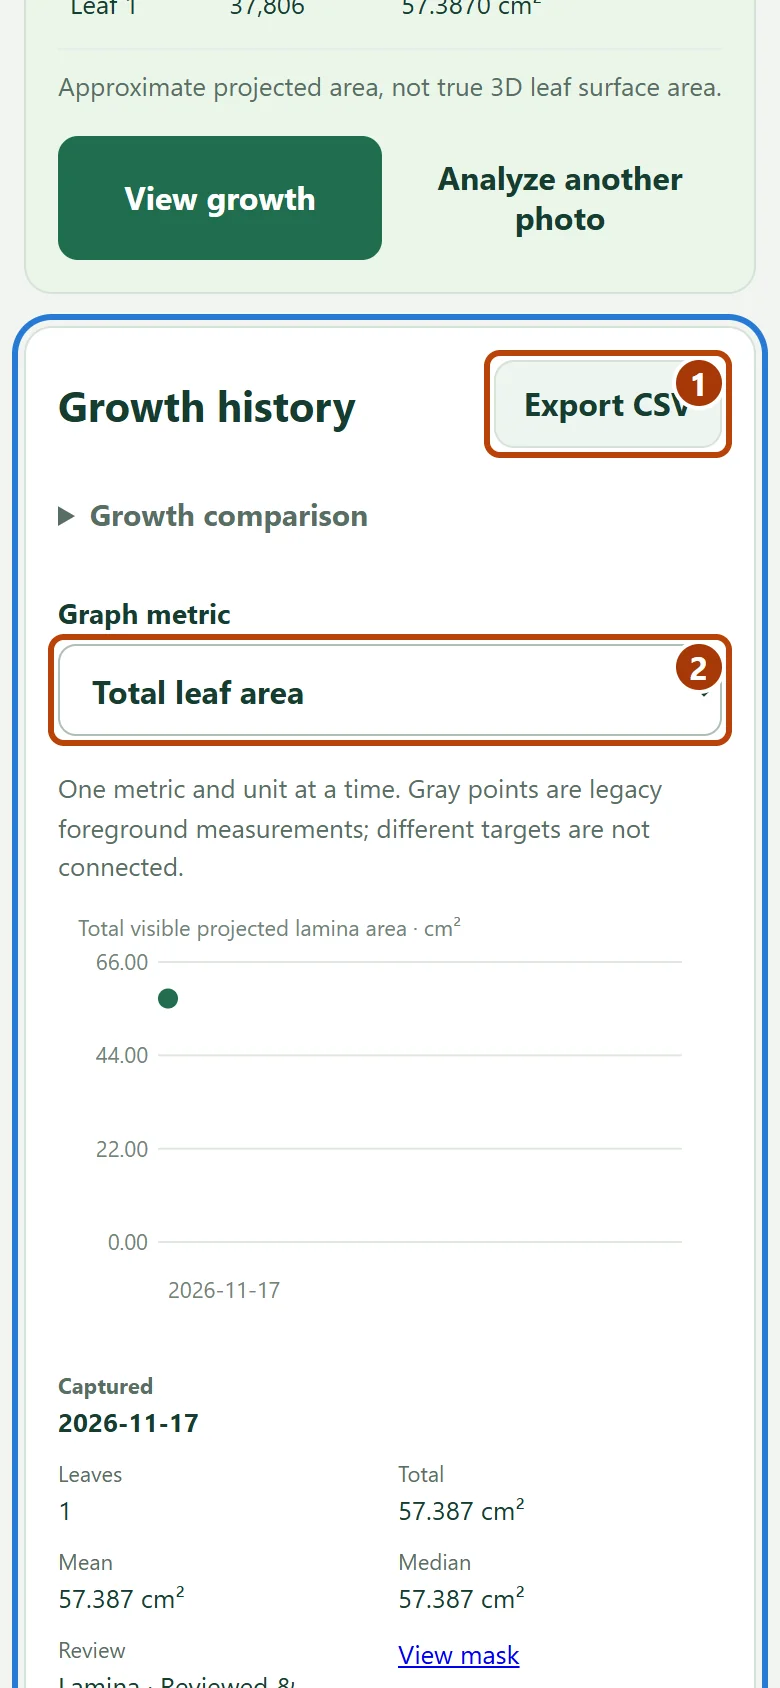 Leaf 1 37,806 57.3870 cm²
Approximate projected area, not true 3D leaf surface area.
View growth
Analyze another
photo
Growth history
Export CSV
1
Growth comparison
Graph metric
Total leaf area
2
One metric and unit at a time. Gray points are legacy
foreground measurements; different targets are not
connected.
Total visible projected lamina area · cm²
66.00
44.00
22.00
0.00
2026-11-17
Captured
2026-11-17
Leaves Total
1 57.387 cm²
Mean Median
57.387 cm² 57.387 cm²
Review View mask
Lamina · Reviewed &